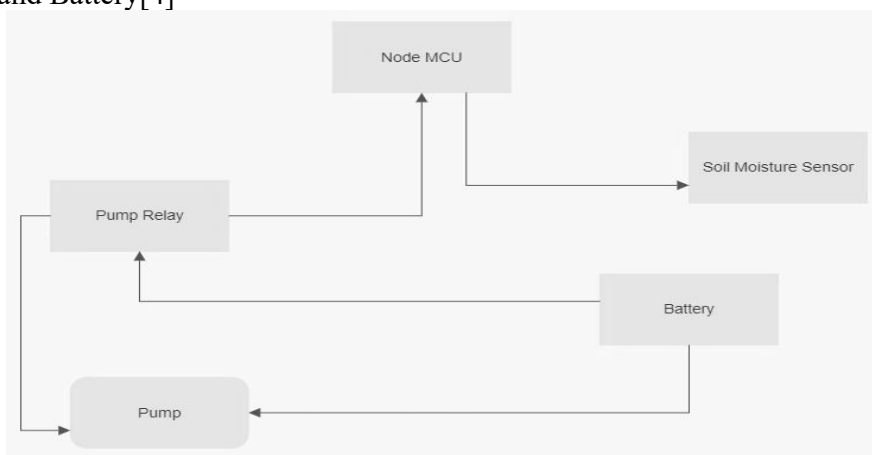 and Battery[4]
Node MCU
Soil Moisture Sensor
Pump Relay
Battery
Pump